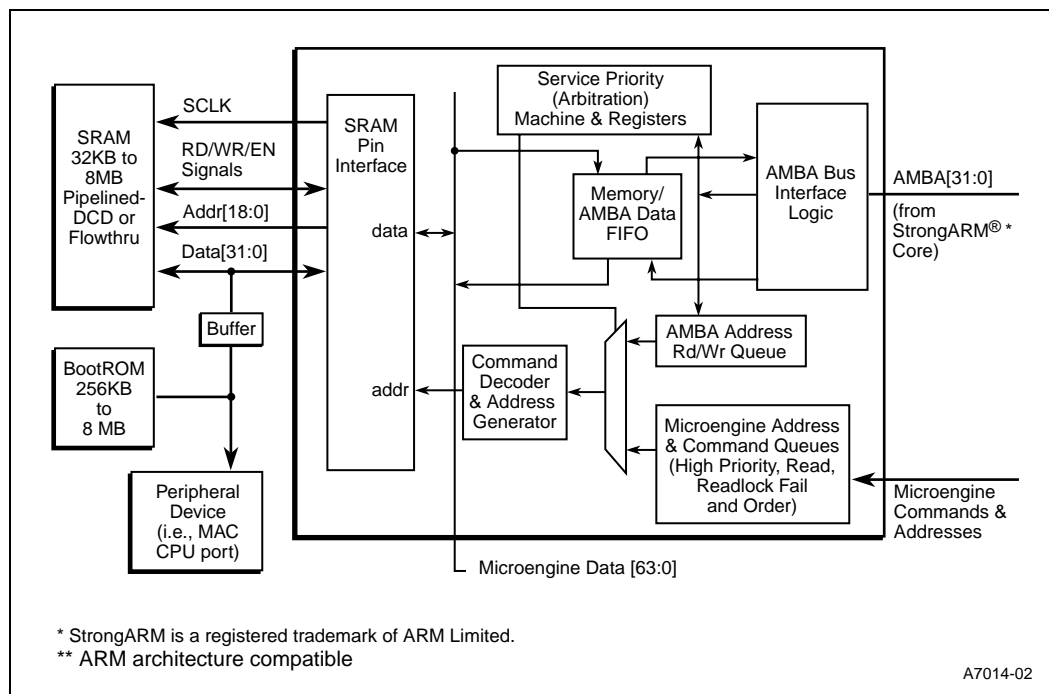 SRAM
32KB to
8MB
Pipelined-
DCD or
Flowthru
SCLK
RD/WR/EN
Signals
Addr[18:0]
Data[31:0]
Buffer
BootROM
256KB
to
8 MB
Peripheral
Device
(i.e., MAC
CPU port)
SRAM
Pin
Interface
data
addr
Service Priority
(Arbitration)
Machine & Registers
Memory/
AMBA Data
FIFO
AMBA Bus
Interface
Logic
AMBA[31:0]
(from
StrongARM® *
Core)
AMBA Address
Rd/Wr Queue
Command
Decoder
& Address
Generator
Microengine Address
& Command Queues
(High Priority, Read,
Readlock Fail
and Order)
Microengine
Commands &
Addresses
Microengine Data [63:0]
* StrongARM is a registered trademark of ARM Limited.
** ARM architecture compatible
A7014-02